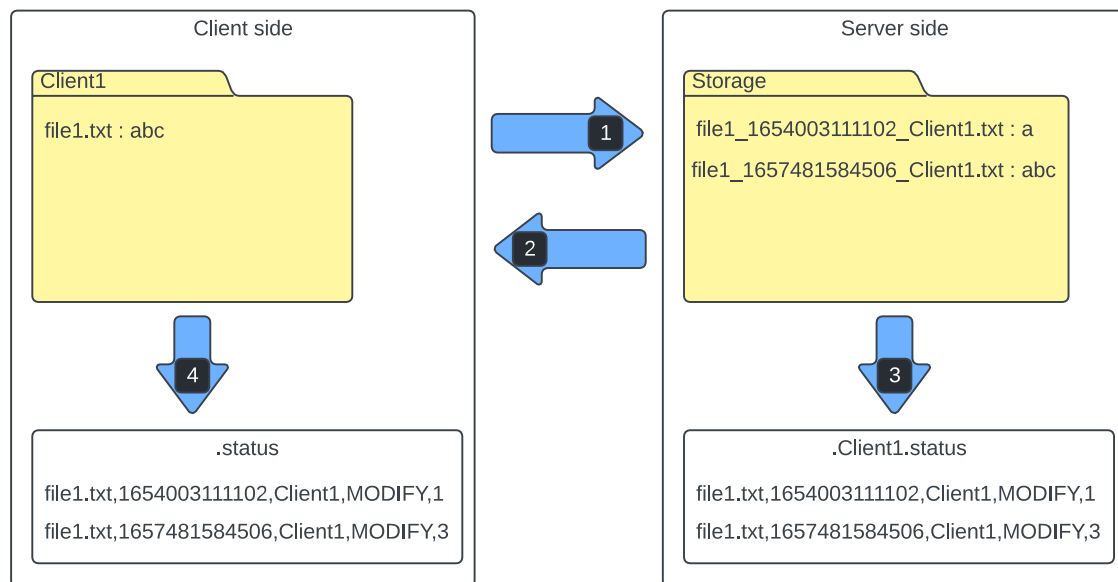 Client side
Client1
file1.txt : abc
1
2
4
.status
file1.txt,1654003111102,Client1,MODIFY,1
file1.txt,1657481584506,Client1,MODIFY,3
Server side
Storage
file1_1654003111102_Client1.txt : a
file1_1657481584506_Client1.txt : abc
3
.Client1.status
file1.txt,1654003111102,Client1,MODIFY,1
file1.txt,1657481584506,Client1,MODIFY,3